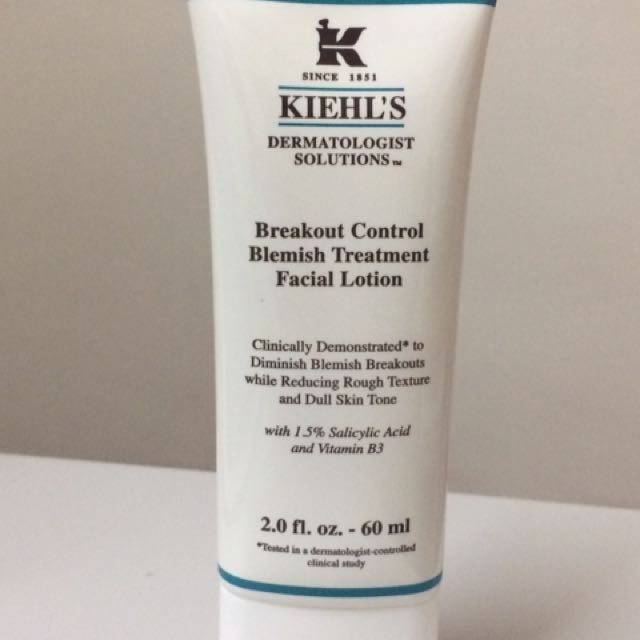 K
SINCE 1851
KIEHL'S
DERMATOLOGIST
SOLUTIONS™
Breakout Control
Blemish Treatment
Facial Lotion
Clinically Demonstrated* to
Diminish Blemish Breakouts
while Reducing Rough Texture
and Dull Skin Tone
with 1.5% Salicylic Acid
and Vitamin B3
2.0 fl. oz. - 60 ml
*Tested in a dermatologist-controlled
clinical study